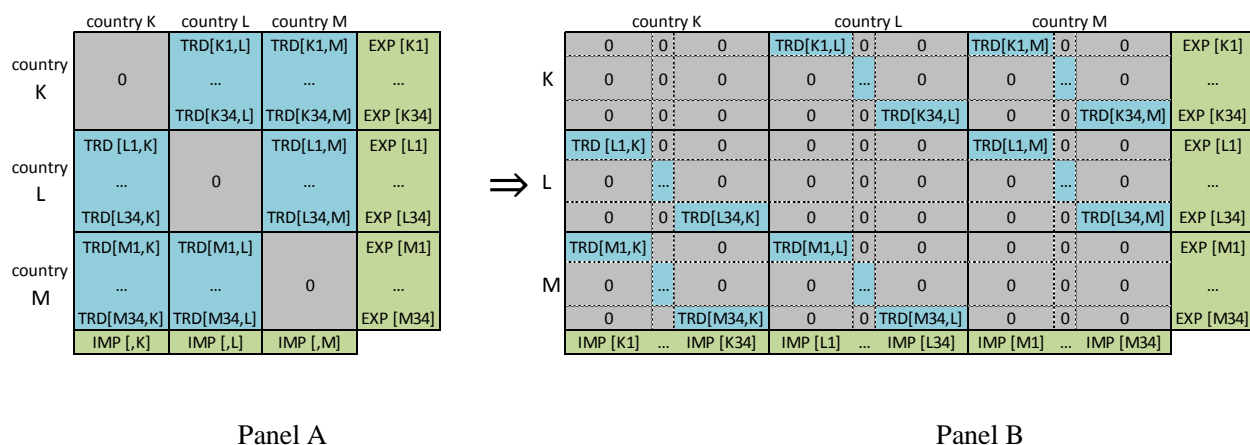 country K country L country M country K country L country M
TRD[K1,L] TRD[K1,M] EXP [K1] 0 0 0 TRD[K1,L] 0 0 TRD[K1,M] 0 0 EXP [K1]
country K 0 ... ... ... K 0 0 0 0 ... 0 0 ... 0 ...
TRD[K34,L] TRD[K34,M] EXP [K34] 0 0 0 0 0 TRD[K34,L] 0 0 TRD[K34,M] EXP [K34]
TRD [L1,K] TRD[L1,M] EXP [L1] TRD [L1,K] 0 0 0 0 0 TRD[L1,M] 0 0 EXP [L1]
country L ... 0 ... ... ⇒ L 0 ... 0 0 0 0 0 ... 0 ...
TRD[L34,K] TRD[L34,M] EXP [L34] 0 0 TRD[L34,K] 0 0 0 0 0 TRD[L34,M] EXP [L34]
TRD[M1,K] TRD[M1,L] EXP [M1] TRD[M1,K] 0 TRD[M1,L] 0 0 0 0 0 EXP [M1]
country M ... ... 0 ... M 0 ... 0 0 ... 0 0 0 0 ...
TRD[M34,K] TRD[M34,L] EXP [M34] 0 TRD[M34,K] 0 0 TRD[M34,L] 0 0 0 EXP [M34]
IMP [,K] IMP [,L] IMP [,M] IMP [K1] ... IMP [K34] IMP [L1] ... IMP [L34] IMP [M1] ... IMP [M34]
Panel A Panel B